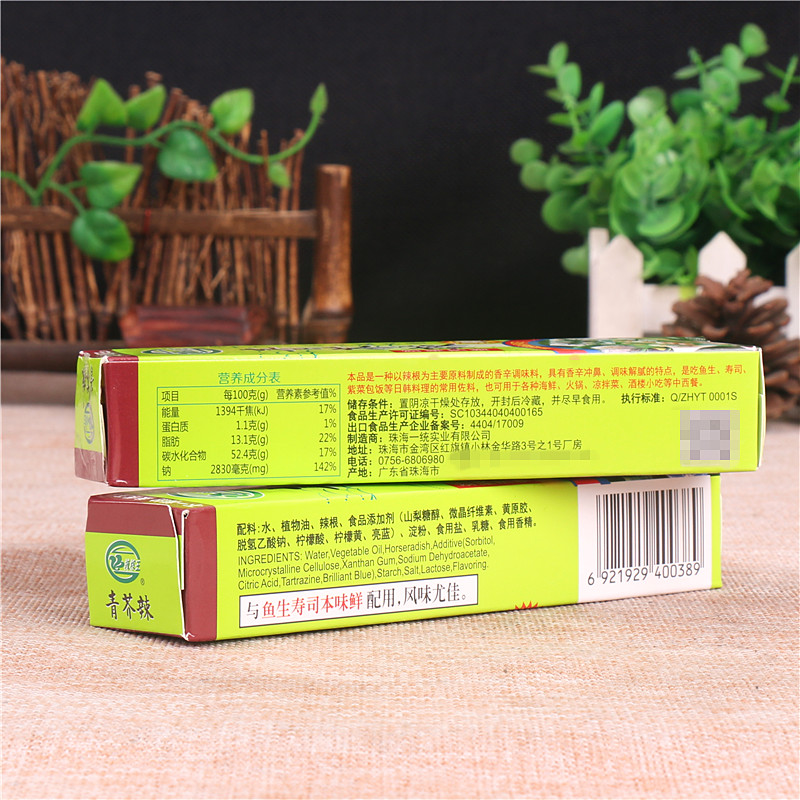 营养成分表
项目 每100克(g) 营养素参考值%
能量 1394千焦(kJ) 17%
蛋白质 1.1克(g) 1%
脂肪 13.1克(g) 22%
碳水化合物 52.4克(g) 17%
钠 2830毫克(mg) 142%
本品是一种以辣根为主要原料制成的香辛调味料，具有香辛冲鼻、调味解腻的特点，是吃鱼生、寿司、
紫菜包饭等日韩料理的常用佐料，也可用于各种海鲜、火锅、凉拌菜、酒楼小吃等中西餐。
储存条件：置阴凉干燥处存放，开封后冷藏，并尽早食用。 执行标准：Q/ZHYT 0001S
食品生产许可证编号：SC10344040400165
出口食品生产企业备案号：4404/17009
制造商：珠海一统实业有限公司
地址：珠海市金湾区红旗镇小林金华路3号之1号厂房
电话：0756-6806980
产地：广东省珠海市
配料:水、植物油、辣根、食品添加剂（山梨糖醇、微晶纤维素、黄原胶、
脱氢乙酸钠、柠檬酸、柠檬黄、亮蓝）、淀粉、食用盐、乳糖、食用香精。
INGREDIENTS: Water,Vegetable Oil,Horseradish,Additive(Sorbitol,
Microcrystalline Cellulose,Xanthan Gum,Sodium Dehydroacetate,
Citric Acid,Tartrazine,Brilliant Blue),Starch,Salt,Lactose,Flavoring.
与鱼生寿司本味鲜配用,风味尤佳。
®
青芥辣
6 921929 400389